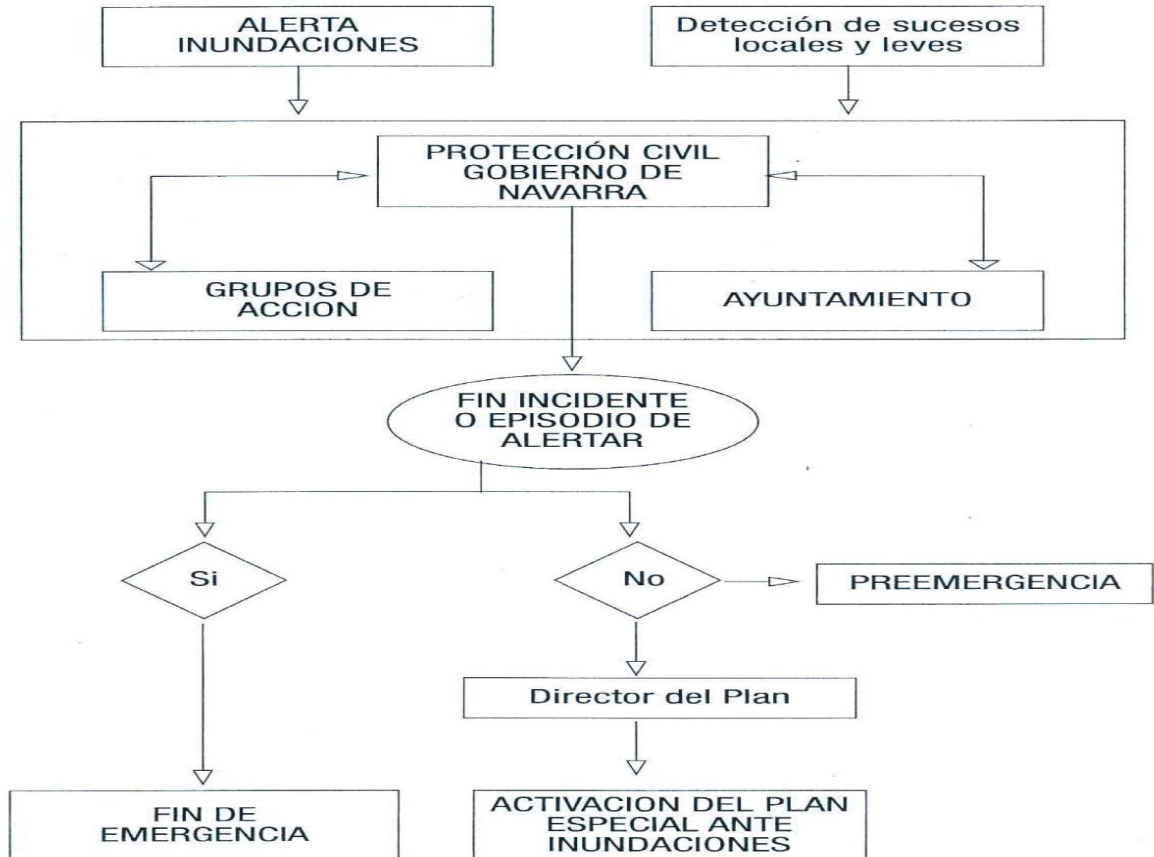 ALERTA
INUNDACIONES
Detección de sucesos
locales y leves
PROTECCIÓN CIVIL
GOBIERNO DE
NAVARRA
GRUPOS DE
ACCION
AYUNTAMIENTO
FIN INCIDENTE
O EPISODIO DE
ALERTAR
Si
No
PREEMERGENCIA
Director del Plan
FIN DE
EMERGENCIA
ACTIVACION DEL PLAN
ESPECIAL ANTE
INUNDACIONES